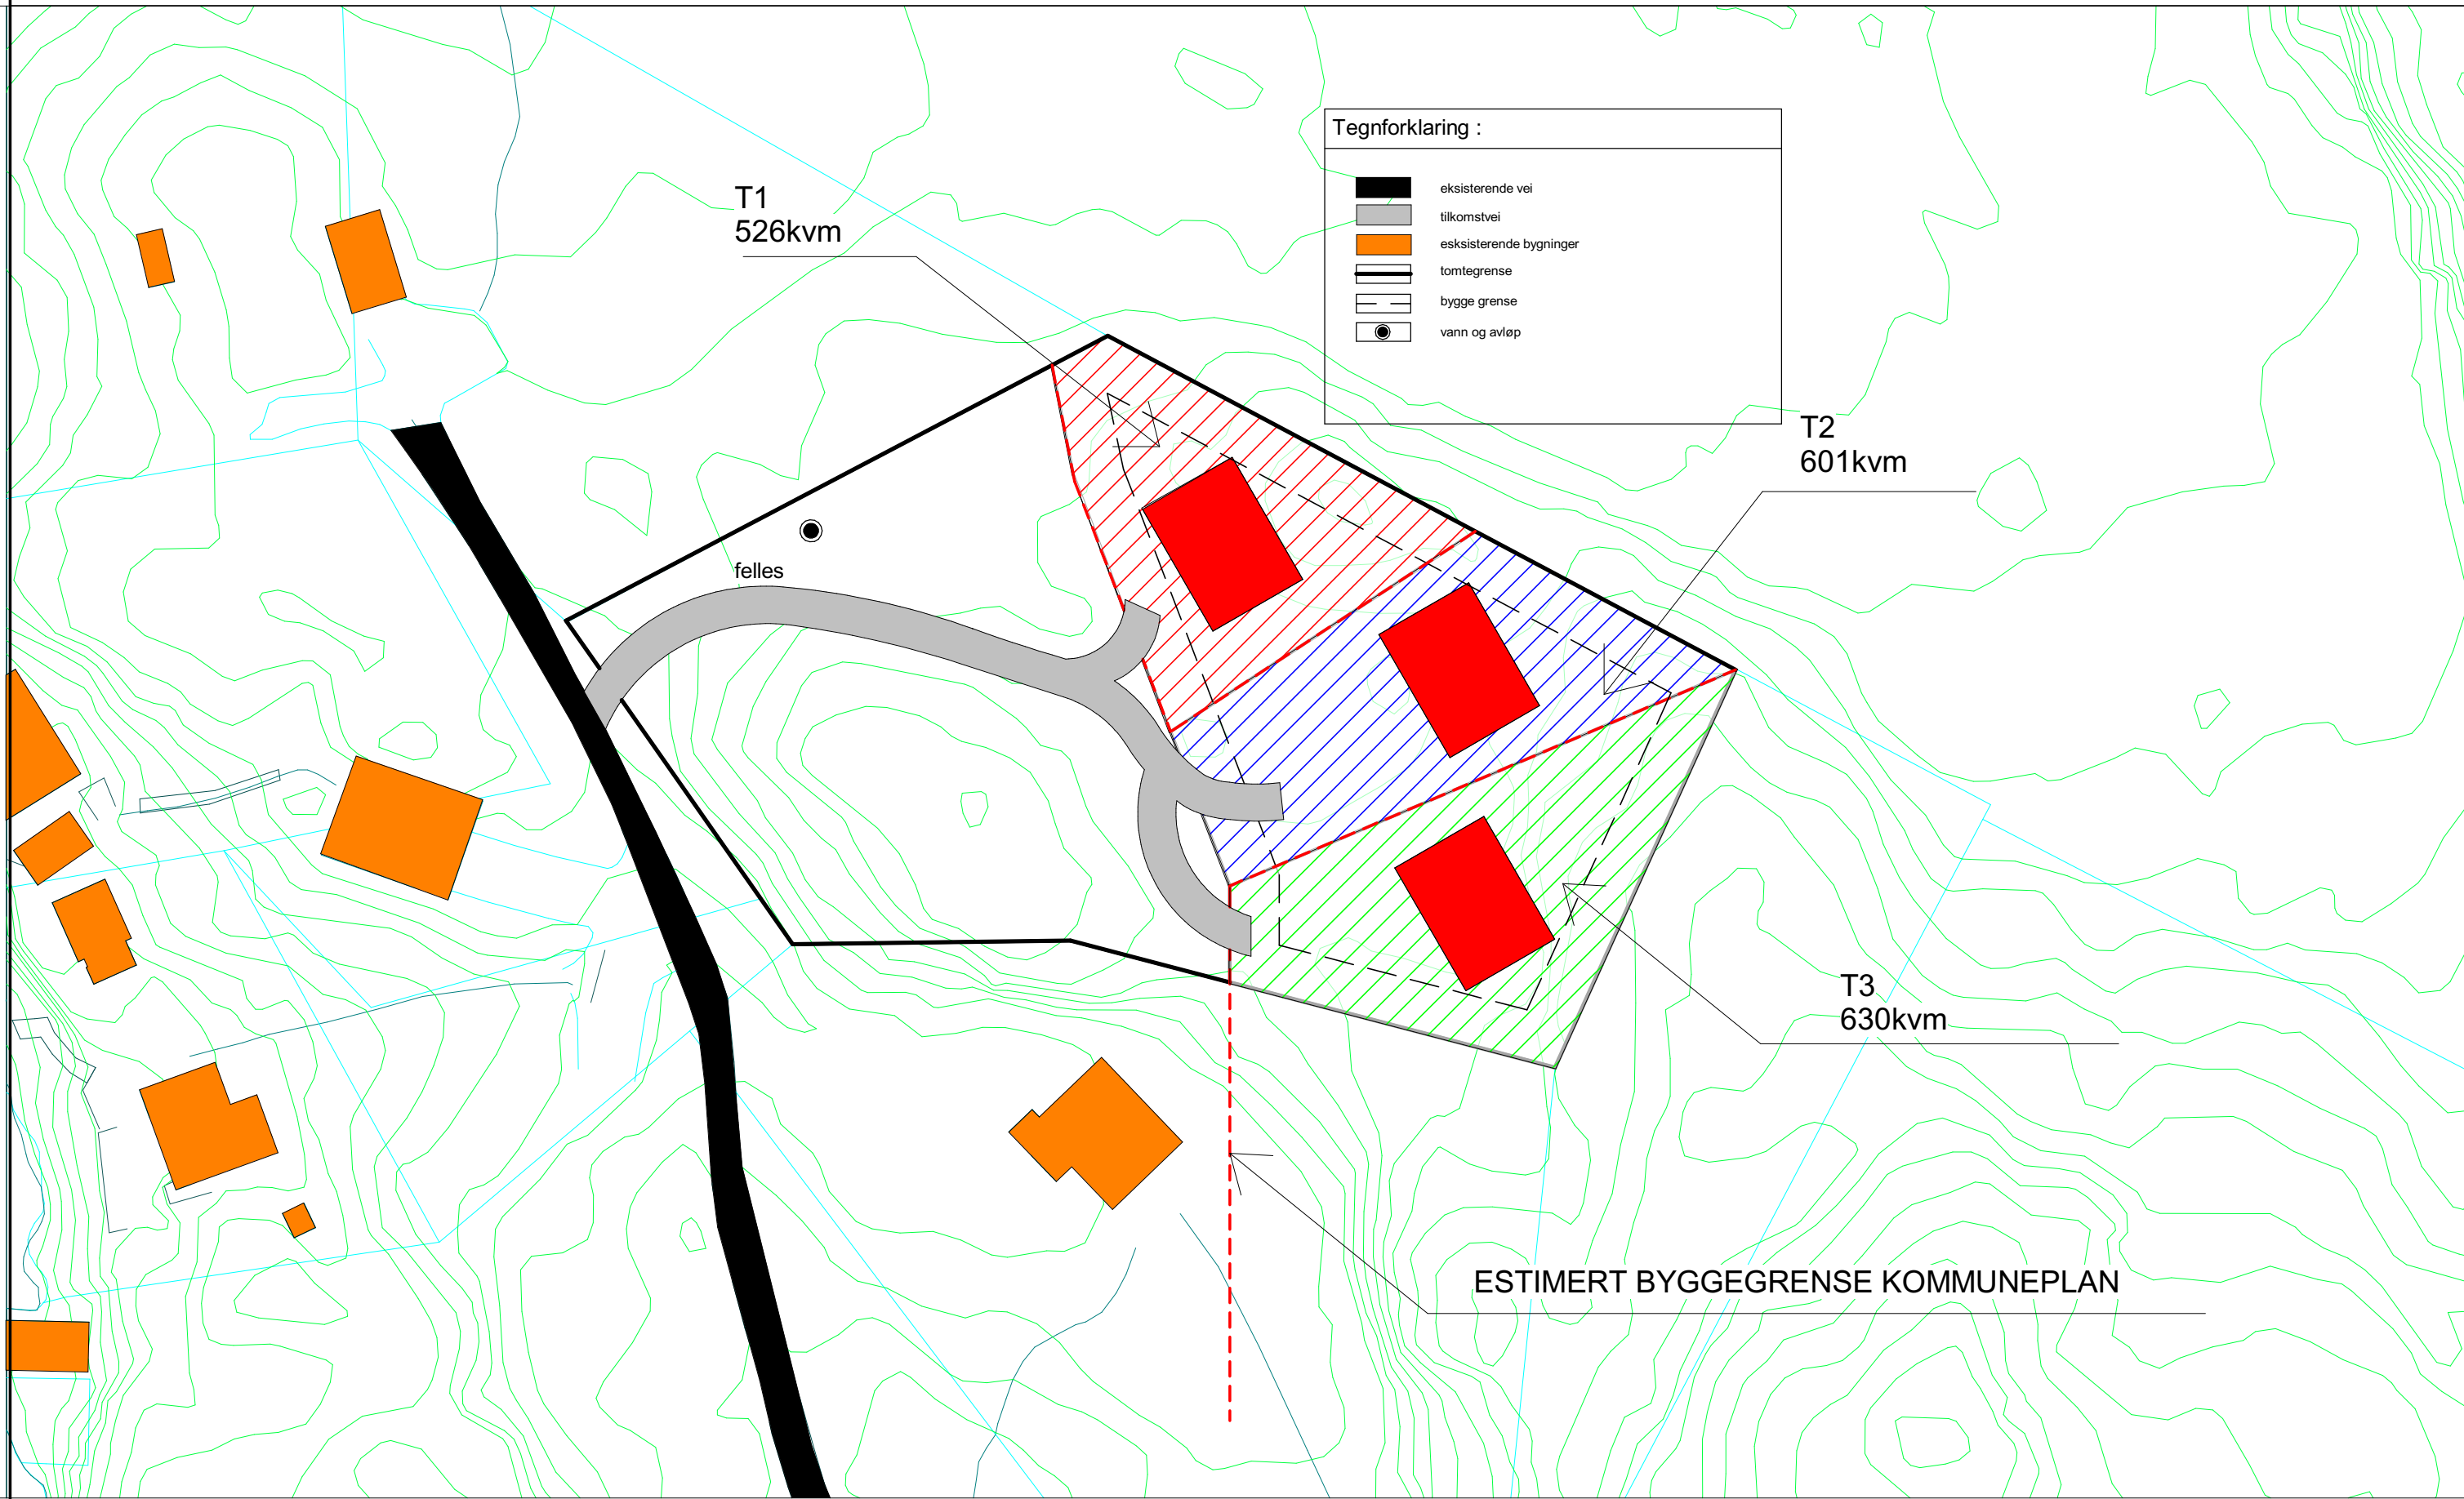 Tegnforklaring :
eksisterende vei
tilkomstvei
esksisterende bygninger
tomtegrense
bygge grense
vann og avløp
T1
526kvm
T2
601kvm
felles
T3
630kvm
ESTIMERT BYGGEGRENSE KOMMUNEPLAN